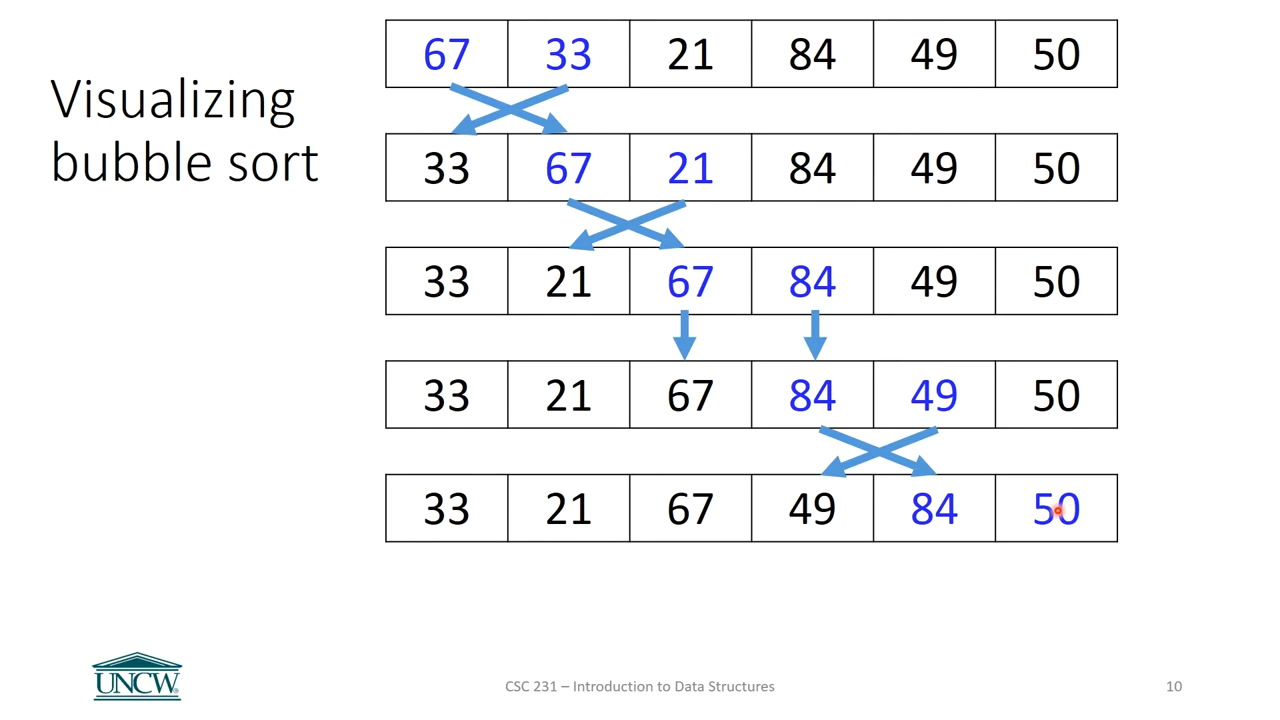 Visualizing
bubble sort
67 33 21 84 49 50
33 67 21 84 49 50
33 21 67 84 49 50
33 21 67 84 49 50
33 21 67 49 84 50
UNCW
CSC 231 – Introduction to Data Structures
10